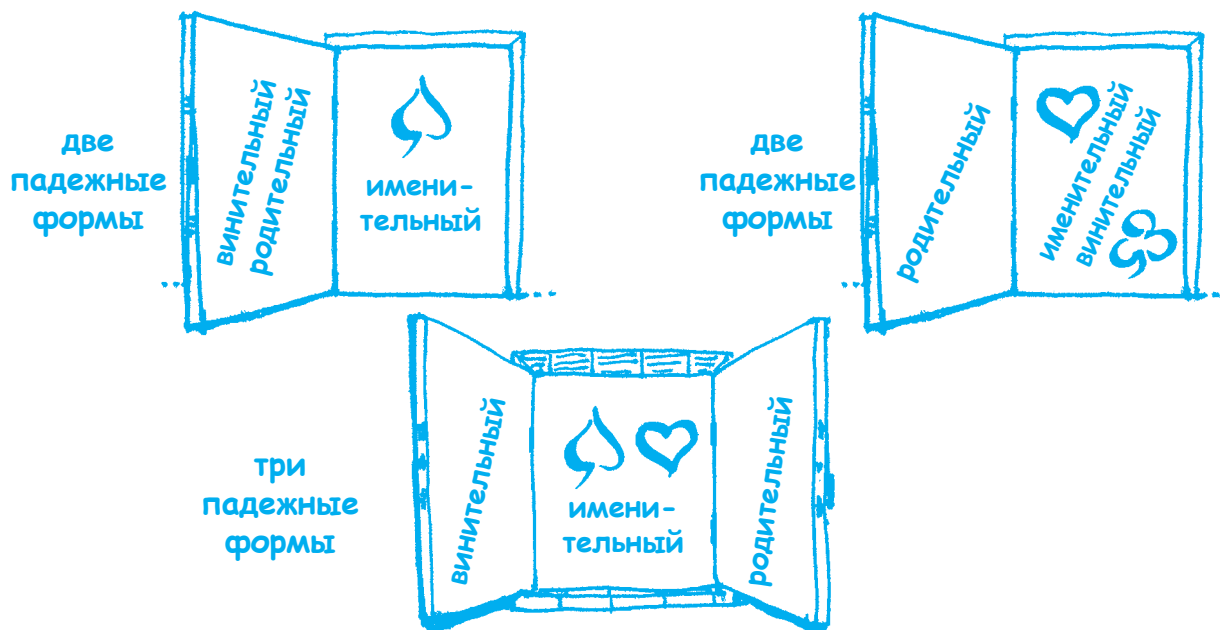 две
падежные
формы
винительный
родительный
имени-
тельный
две
падежные
формы
родительный
именительный
винительный
три
падежные
формы
винительный
имени-
тельный
родительный